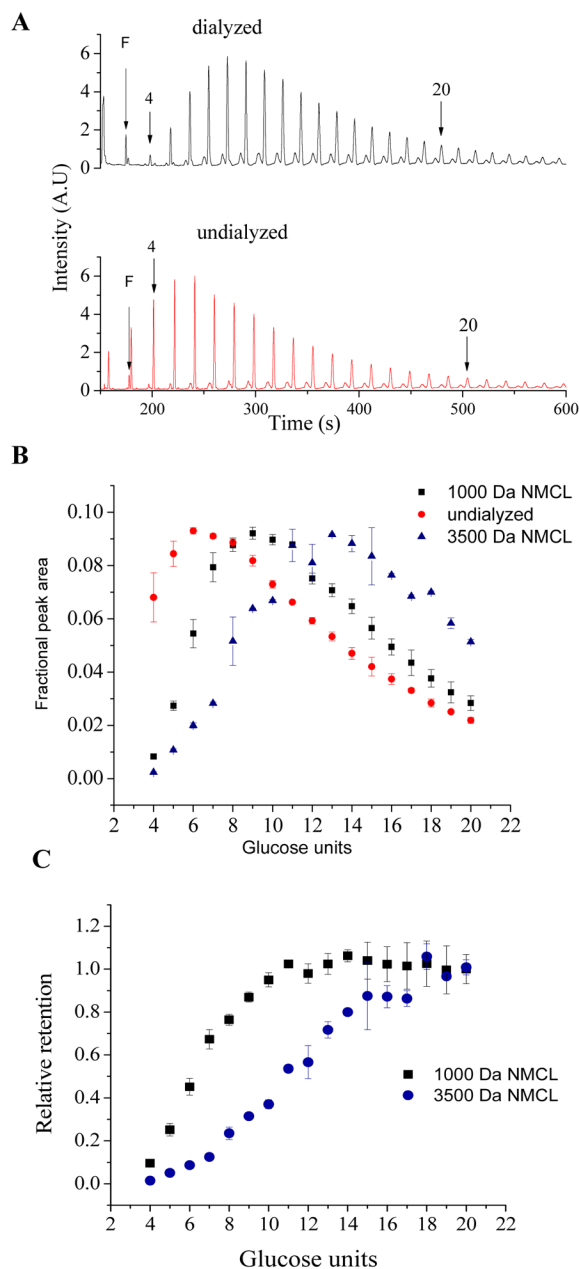 A
dialyzed
F
4
20
6
4
2
0
undialyzed
4
F
20
6
4
2
0
Intensity (A.U)
200 300 400 500 600
Time (s)
B
1000 Da NMCL
undialyzed
3500 Da NMCL
0.10
0.08
0.06
0.04
0.02
0.00
Fractional peak area
2 4 6 8 10 12 14 16 18 20 22
Glucose units
C
1.2
1.0
0.8
0.6
0.4
0.2
0.0
Relative retention
1000 Da NMCL
3500 Da NMCL
2 4 6 8 10 12 14 16 18 20 22
Glucose units